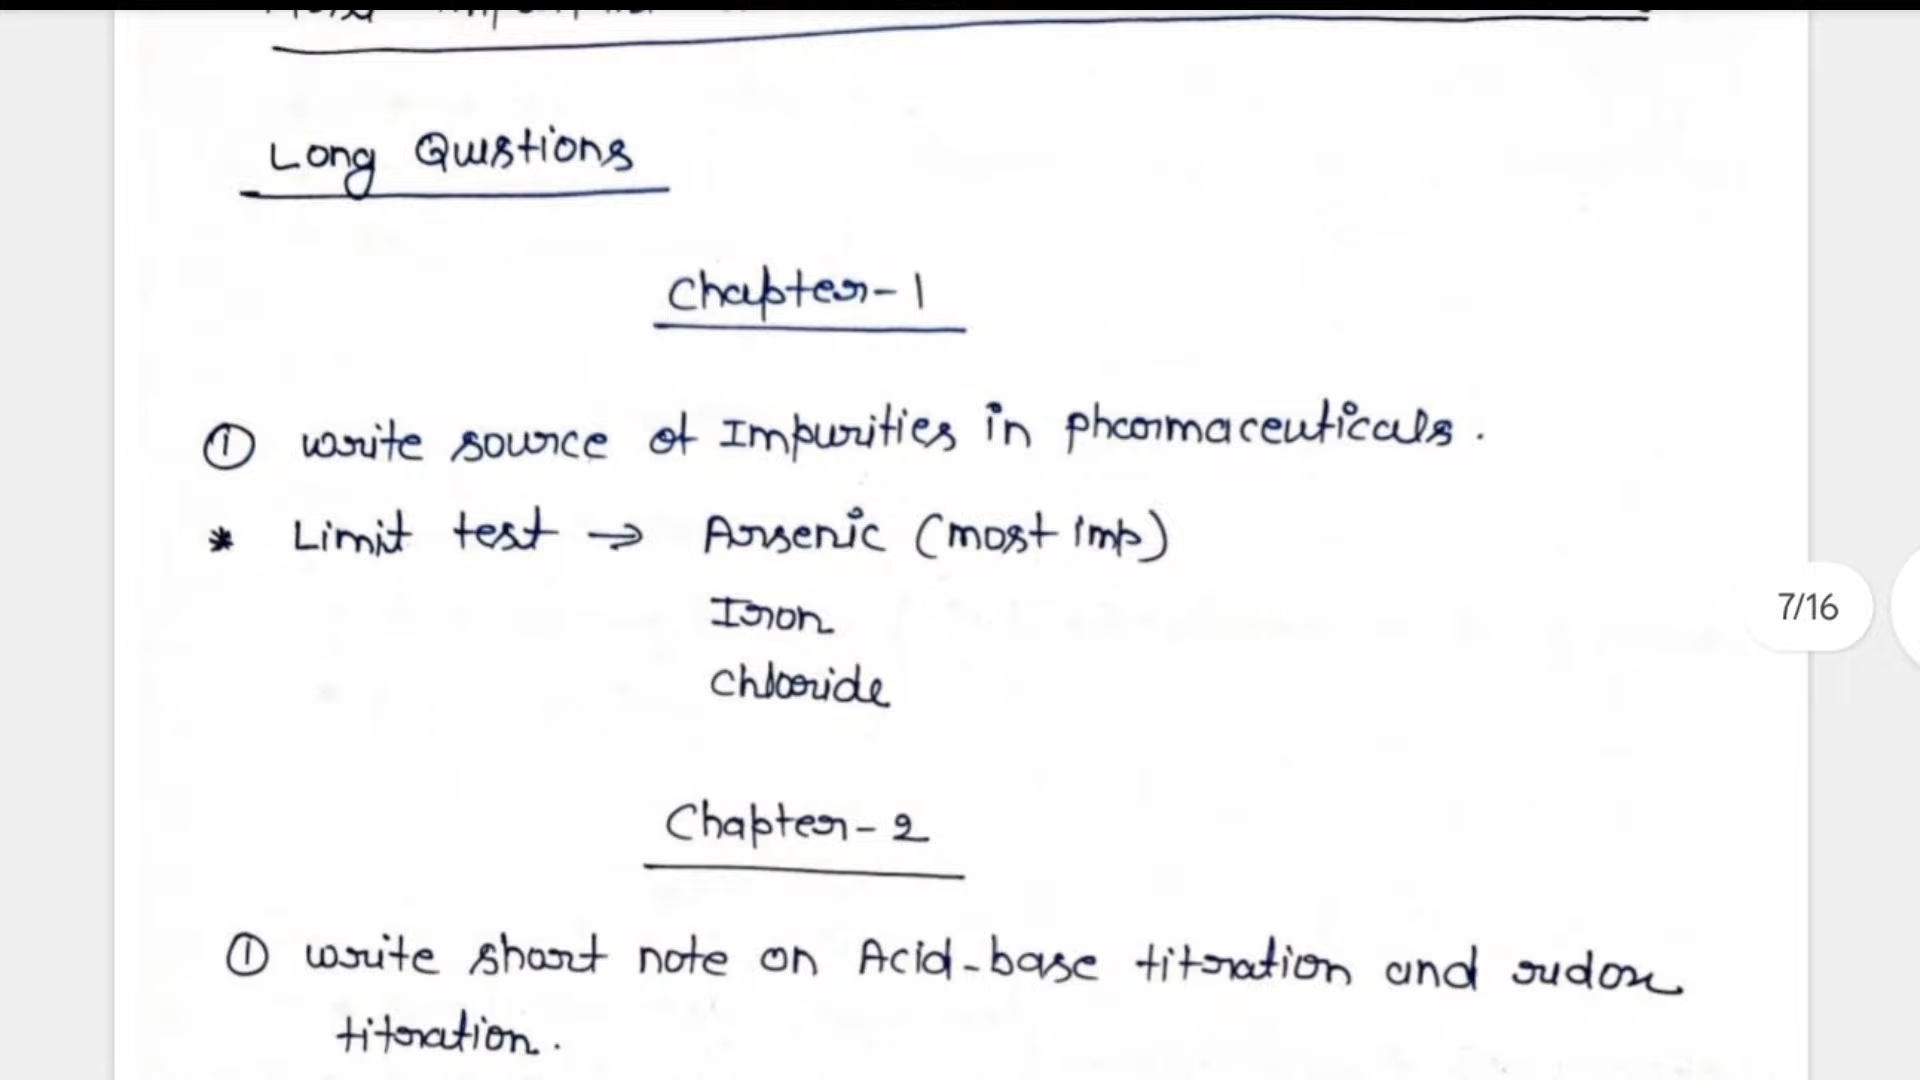 Long Qustions
Chapter-1
① write source of Impurities in pharmaceuticals.
* Limit test → Arsenic (most imp)
Iron
Chloride
7/16
Chapter-2
① write short note on Acid-base titration and redox
titration.